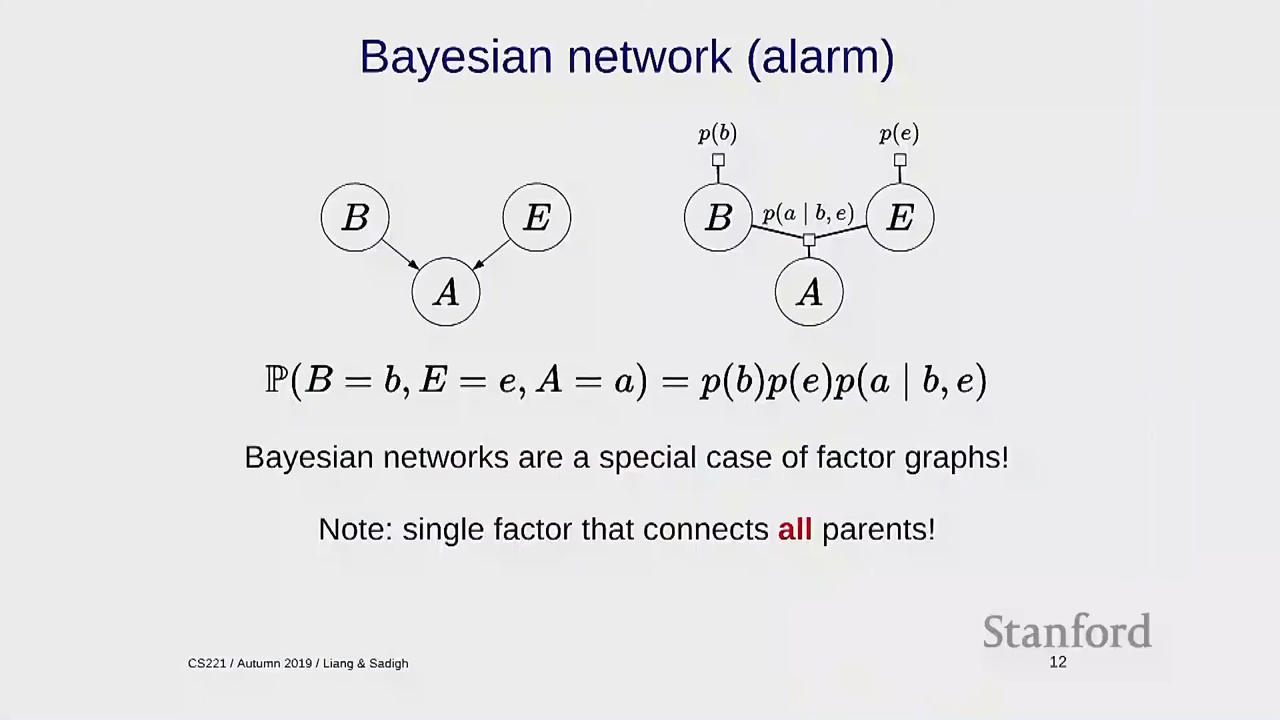 Bayesian network (alarm)
p(b) p(e)
B E B p(a | b, e) E
A A
ℙ(B = b, E = e, A = a) = p(b)p(e)p(a | b, e)
Bayesian networks are a special case of factor graphs!
Note: single factor that connects all parents!
Stanford
CS221 / Autumn 2019 / Liang & Sadigh 12